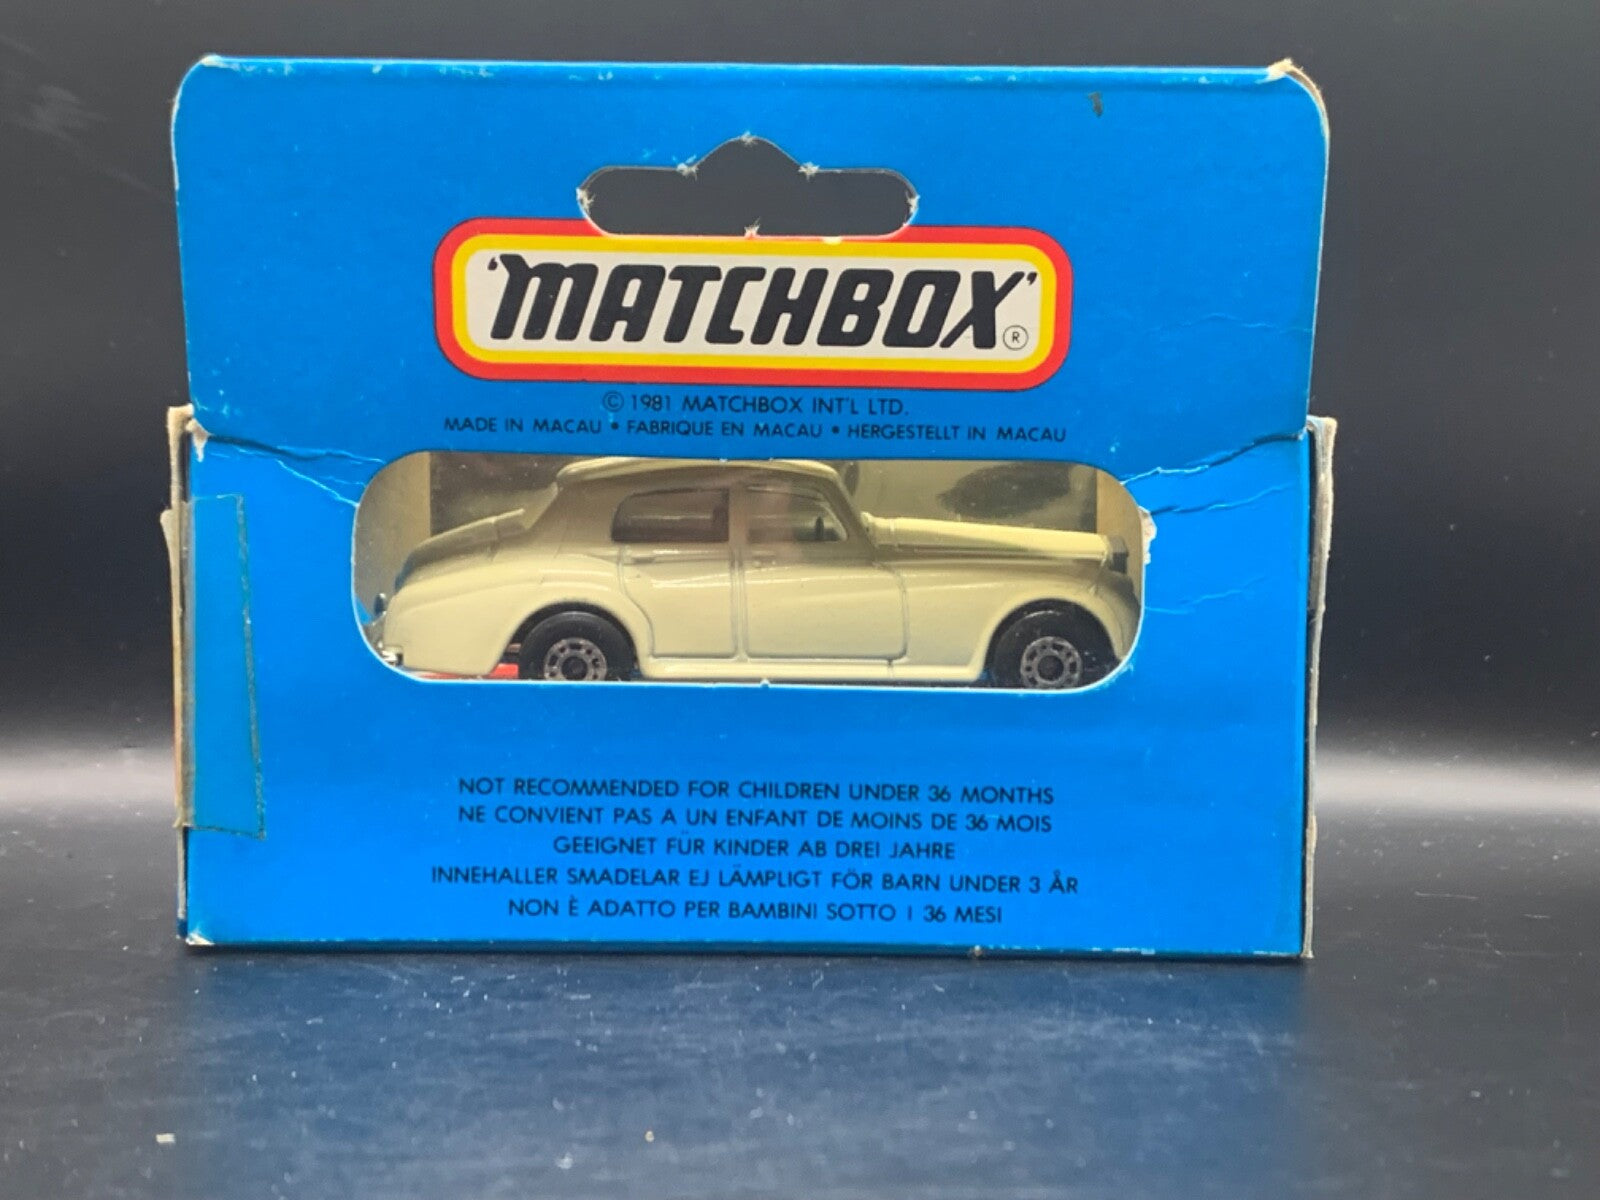 'MATCHBOX' ®
© 1981 MATCHBOX INT'L LTD.
MADE IN MACAU • FABRIQUE EN MACAU • HERGESTELLT IN MACAU
NOT RECOMMENDED FOR CHILDREN UNDER 36 MONTHS
NE CONVIENT PAS A UN ENFANT DE MOINS DE 36 MOIS
GEEIGNET FÜR KINDER AB DREI JAHRE
INNEHALLER SMADELAR EJ LÄMPLIGT FÖR BARN UNDER 3 ÅR
NON È ADATTO PER BAMBINI SOTTO I 36 MESI